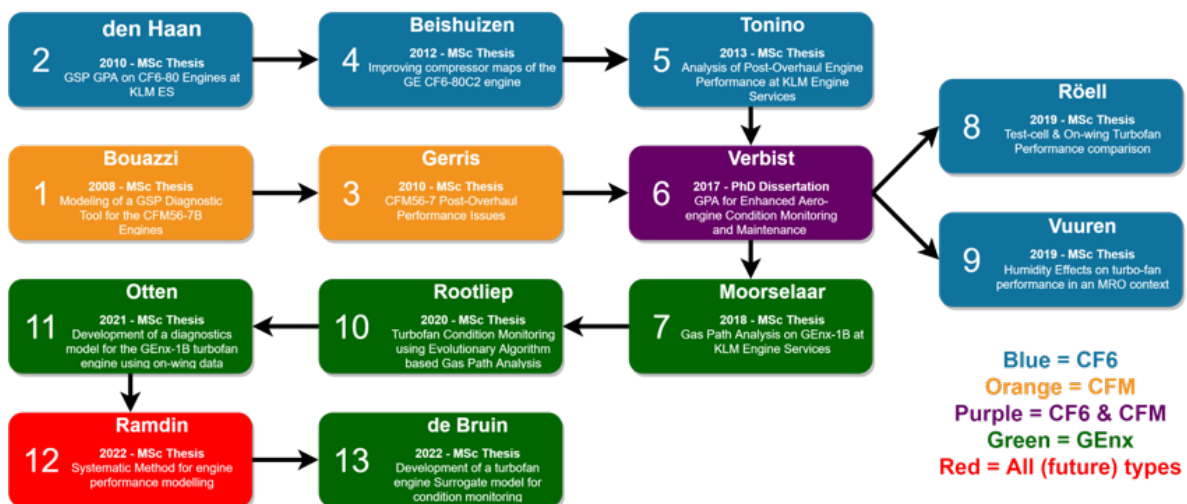 den Haan
2
2010 - MSc Thesis
GSP GPA on CF6-80 Engines at
KLM ES
Beishuizen
4
2012 - MSc Thesis
Improving compressor maps of the
GE CF6-80C2 engine
Tonino
5
2013 - MSc Thesis
Analysis of Post-Overhaul Engine
Performance at KLM Engine
Services
Röell
8
2019 - MSc Thesis
Test-cell & On-wing Turbofan
Performance comparison
Bouazzi
1
2008 - MSc Thesis
Modeling of a GSP Diagnostic
Tool for the CFM56-7B
Engines
Gerris
3
2010 - MSc Thesis
CFM56-7 Post-Overhaul
Performance Issues
Verbist
6
2017 - PhD Dissertation
GPA for Enhanced Aero-
engine Condition Monitoring
and Maintenance
Vuuren
9
2019 - MSc Thesis
Humidity Effects on turbo-fan
performance in an MRO context
Otten
11
2021 - MSc Thesis
Development of a diagnostics
model for the GEnx-1B turbofan
engine using on-wing data
Rootliep
10
2020 - MSc Thesis
Turbofan Condition Monitoring
using Evolutionary Algorithm
based Gas Path Analysis
Moorselaar
7
2018 - MSc Thesis
Gas Path Analysis on GEnx-1B at
KLM Engine Services
Ramdin
12
2022 - MSc Thesis
Systematic Method for engine
performance modelling
de Bruin
13
2022 - MSc Thesis
Development of a turbofan
engine Surrogate model for
condition monitoring
Blue = CF6
Orange = CFM
Purple = CF6 & CFM
Green = GEnx
Red = All (future) types